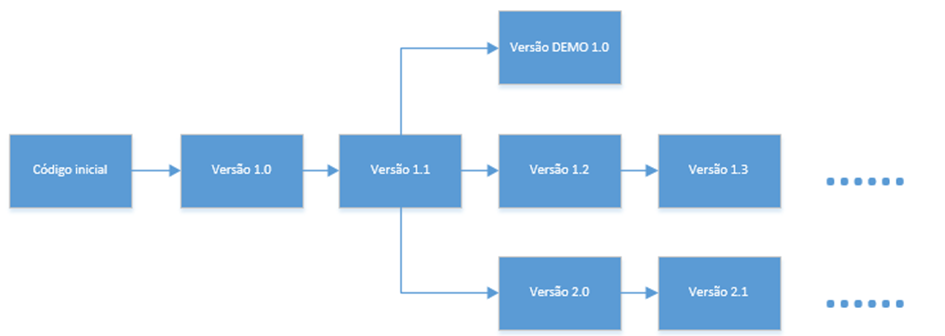 Versão DEMO 1.0
Código inicial
Versão 1.0
Versão 1.1
Versão 1.2
Versão 1.3
Versão 2.0
Versão 2.1